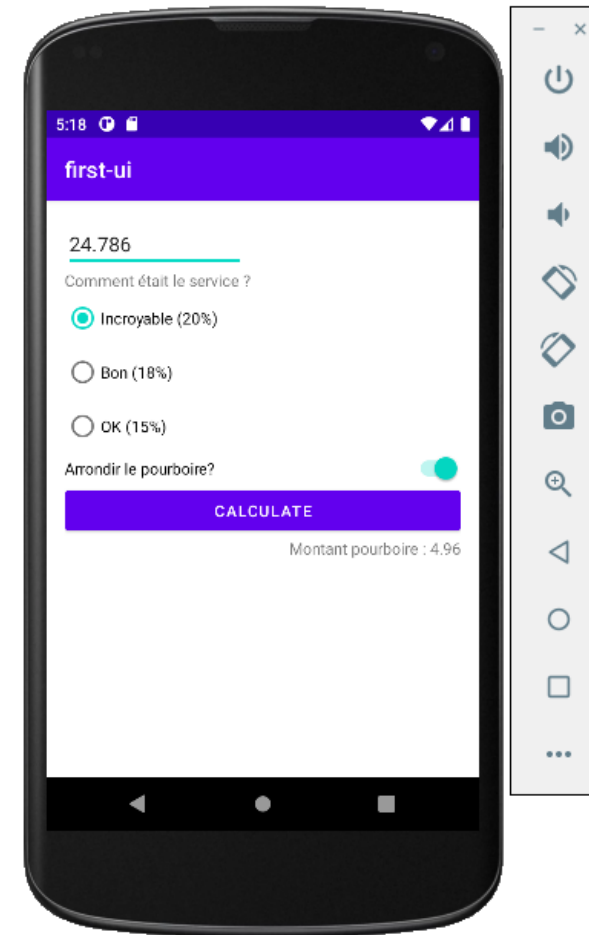 5:18
first-ui
24.786
Comment était le service ?
Incroyable (20%)
Bon (18%)
OK (15%)
Arrondir le pourboire?
CALCULATE
Montant pourboire : 4.96